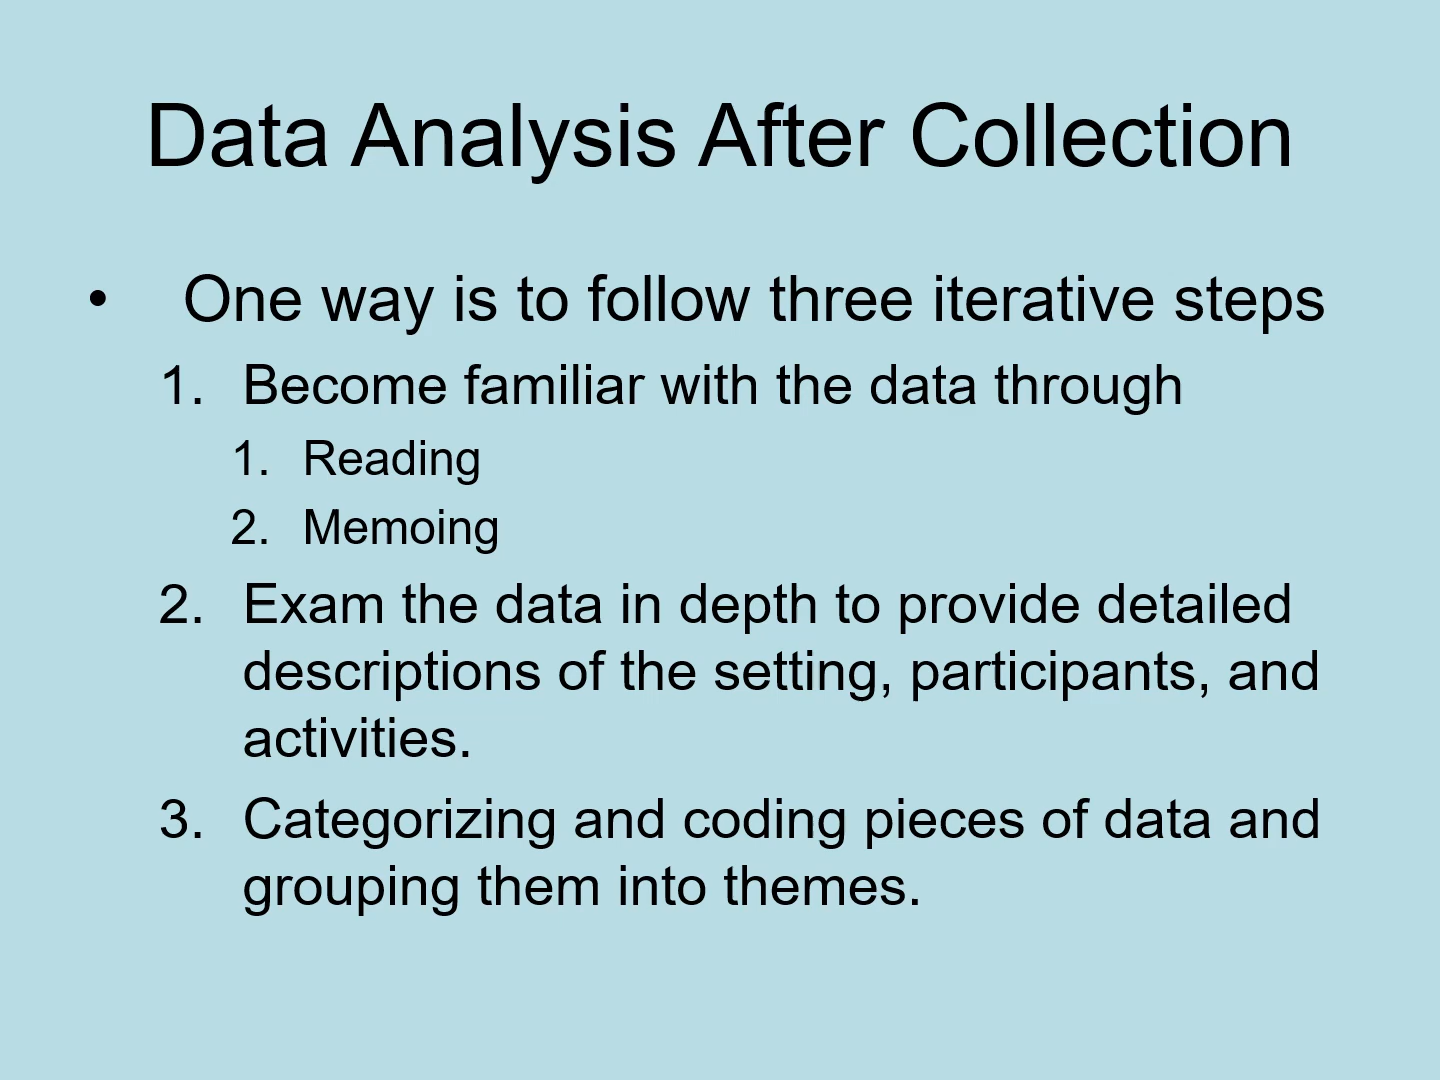 Data Analysis After Collection
• One way is to follow three iterative steps
1. Become familiar with the data through
1. Reading
2. Memoing
2. Exam the data in depth to provide detailed
descriptions of the setting, participants, and
activities.
3. Categorizing and coding pieces of data and
grouping them into themes.